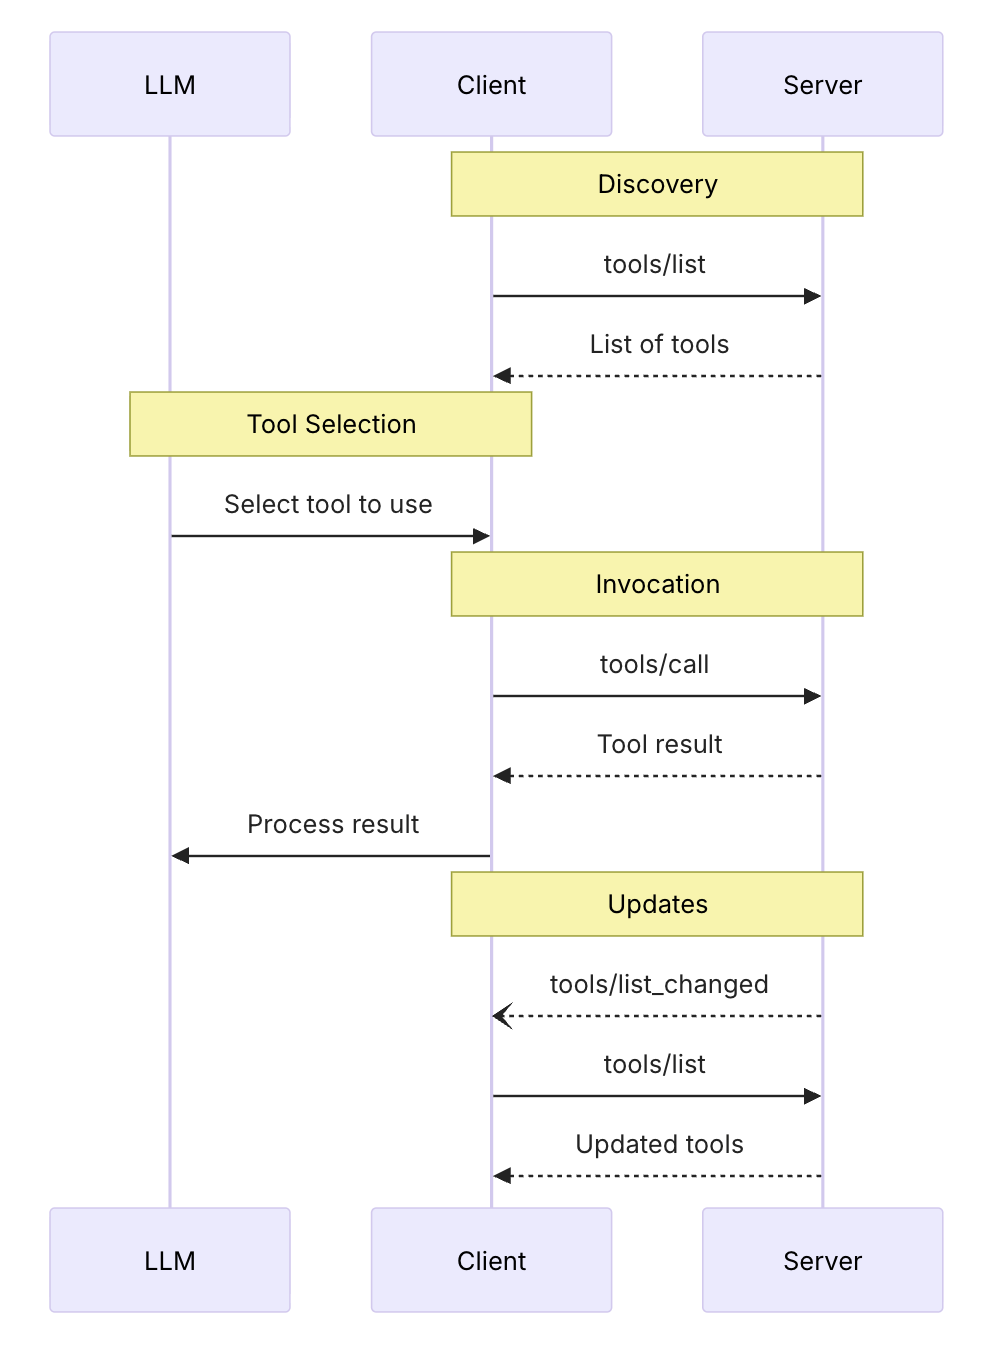 LLM
Client
Server
Discovery
tools/list
List of tools
Tool Selection
Select tool to use
Invocation
tools/call
Tool result
Process result
Updates
tools/list_changed
tools/list
Updated tools
LLM
Client
Server